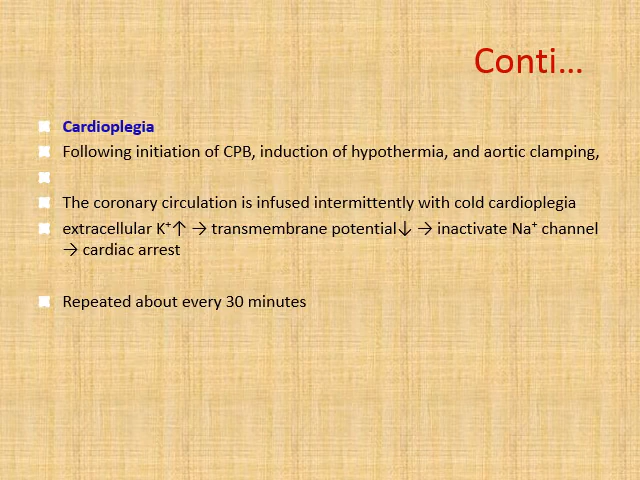 Conti...
Cardioplegia
Following initiation of CPB, induction of hypothermia, and aortic clamping,
The coronary circulation is infused intermittently with cold cardioplegia
extracellular K⁺↑ → transmembrane potential↓ → inactivate Na⁺ channel
→ cardiac arrest
Repeated about every 30 minutes